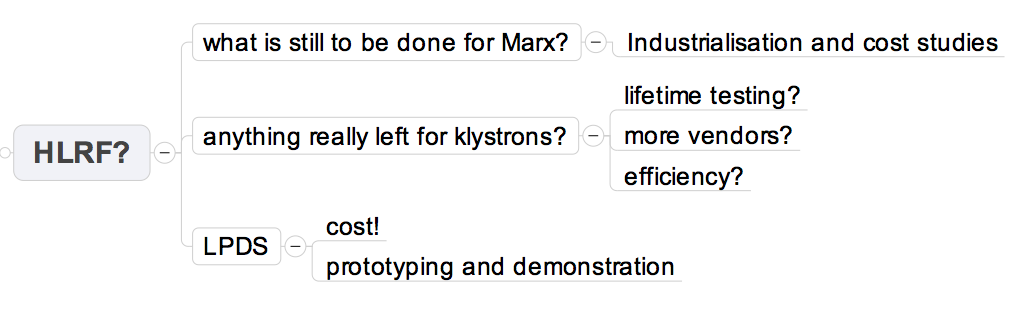 what is still to be done for Marx?
Industrialisation and cost studies
HLRF?
anything really left for klystrons?
lifetime testing?
more vendors?
efficiency?
LPDS
cost!
prototyping and demonstration